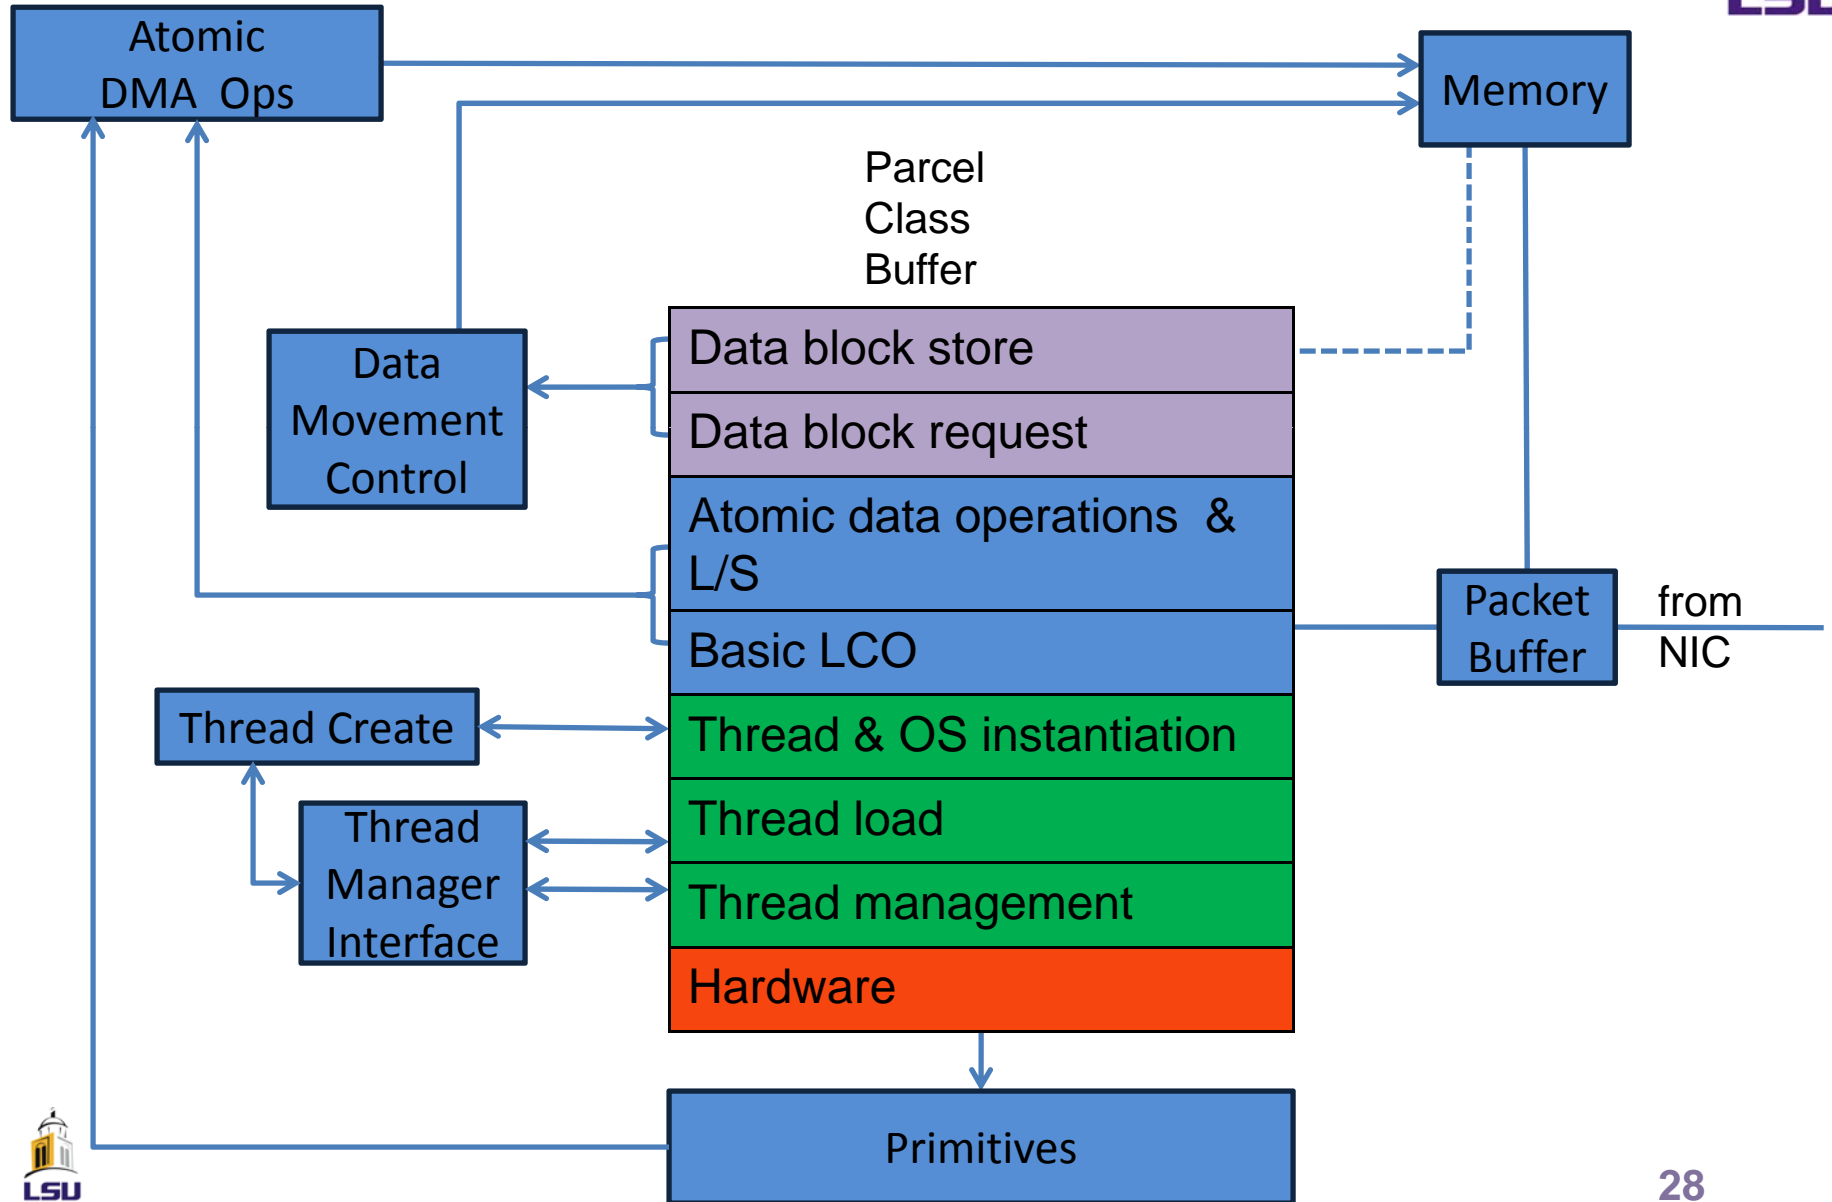 LSU
Atomic
DMA Ops
Memory
Parcel
Class
Buffer
Data block store
Data
Movement
Control
Data block request
Atomic data operations &
L/S
Packet
Buffer
from
NIC
Basic LCO
Thread Create
Thread & OS instantiation
Thread load
Thread
Manager
Interface
Thread management
Hardware
Primitives
LSU
28